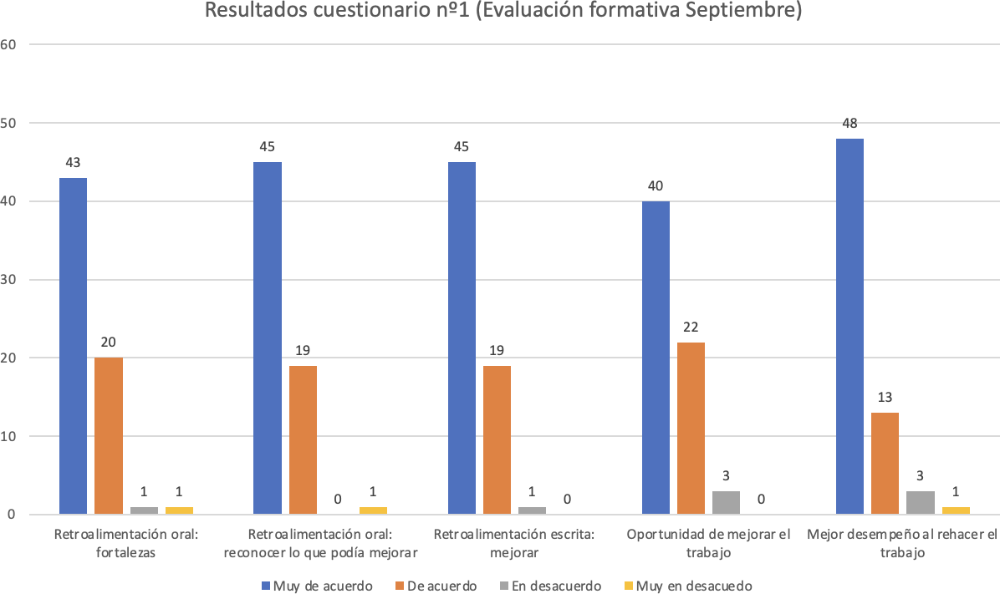 Resultados cuestionario nº1 (Evaluación formativa Septiembre)
60
50
40
30
20
10
0
43
20
1
1
45
19
0
1
45
19
1
0
40
22
3
0
48
13
3
1
Retroalimentación oral:
fortalezas
Retroalimentación oral:
reconocer lo que podía mejorar
Retroalimentación escrita:
mejorar
Oportunidad de mejorar el
trabajo
Mejor desempeño al rehacer el
trabajo
Muy de acuerdo
De acuerdo
En desacuerdo
Muy en desacuedo